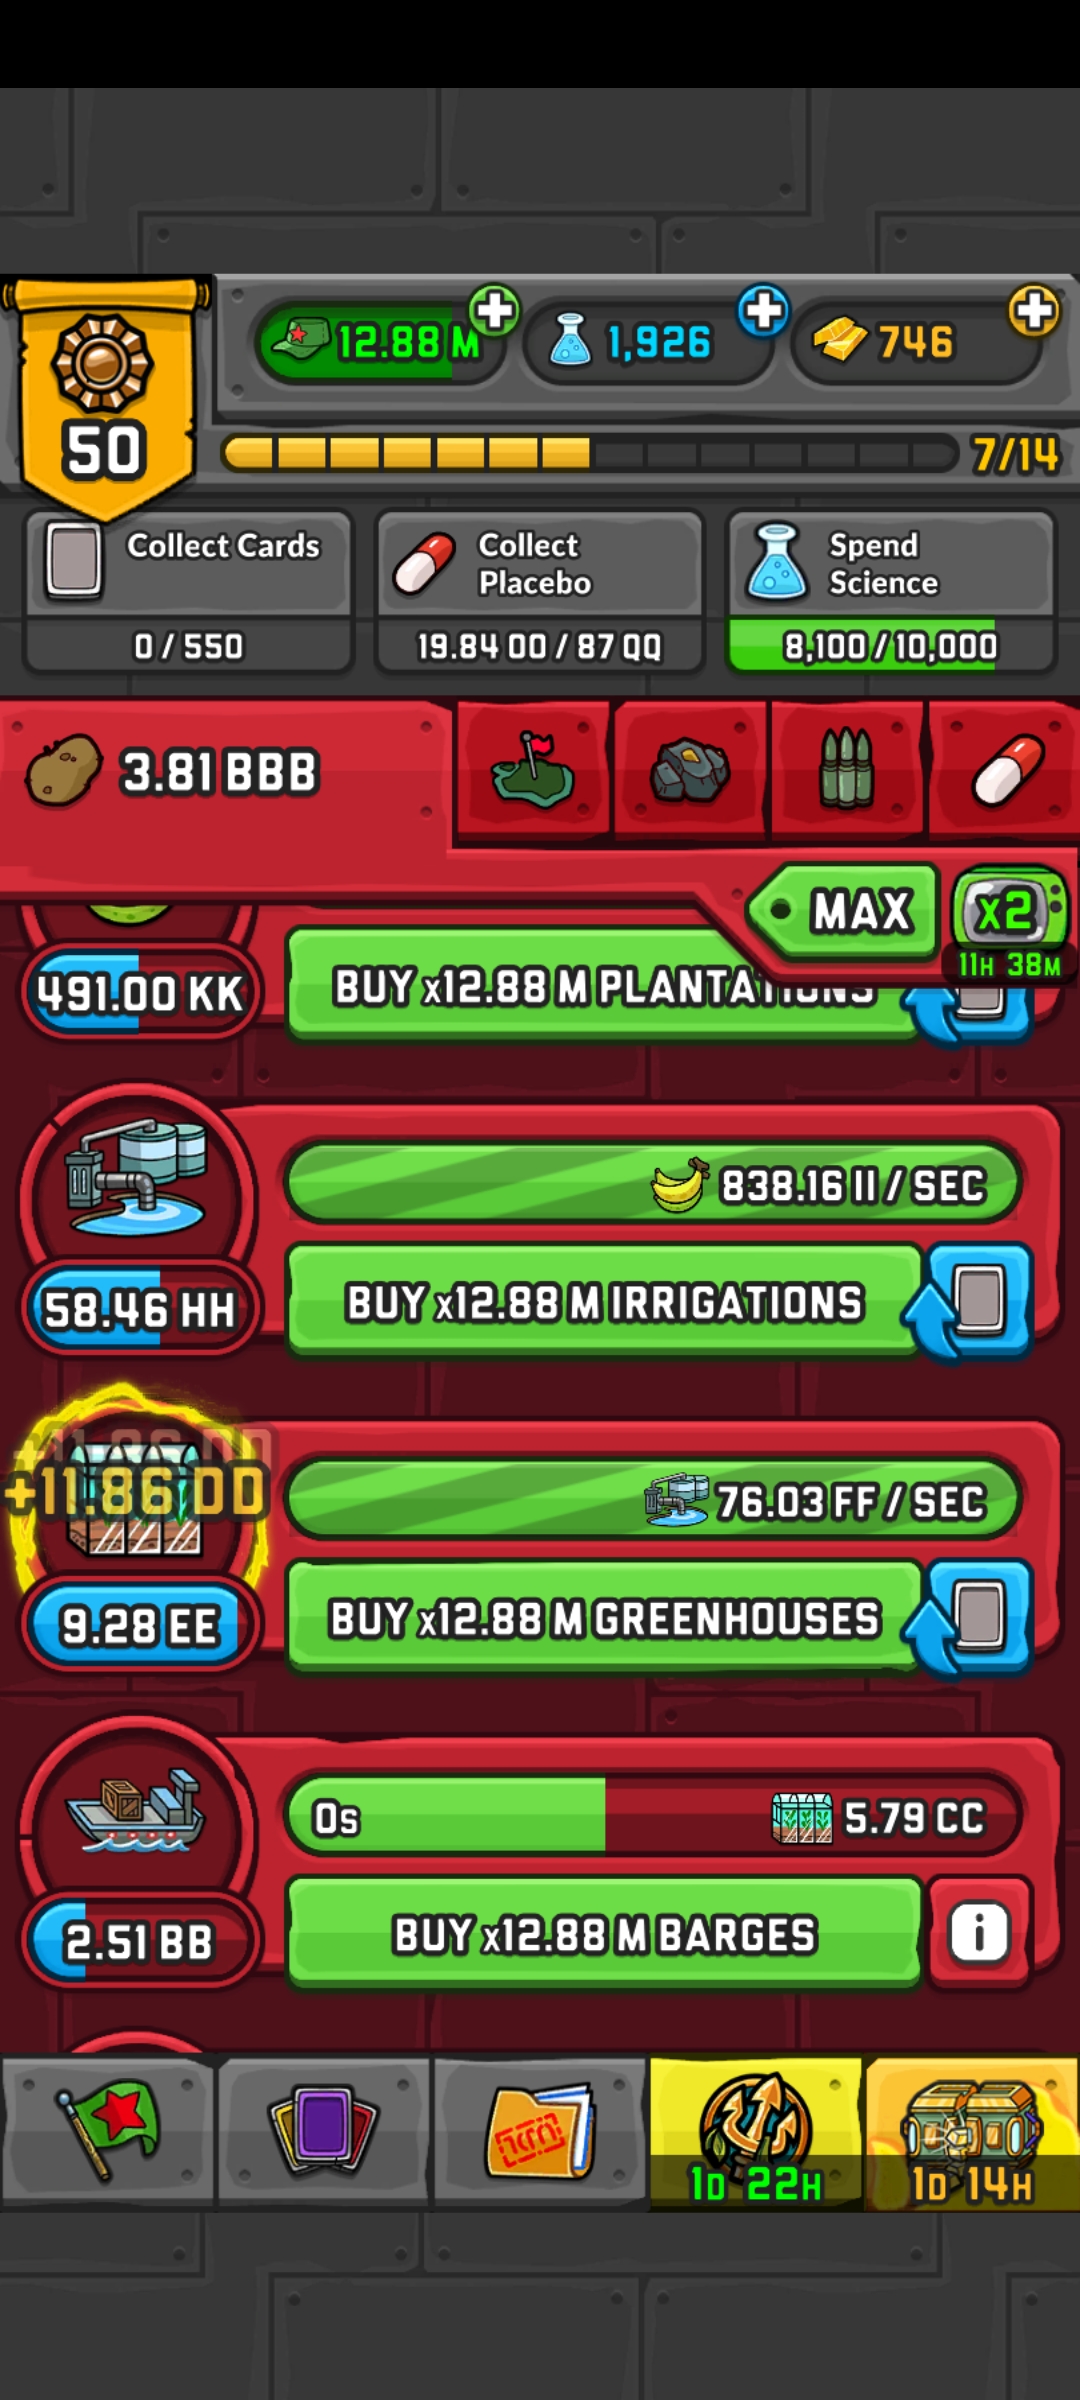 12.88 M
1,926
746
50
7/14
Collect Cards
0 / 550
Collect
Placebo
19.84 OO / 87 QQ
Spend
Science
8,100 / 10,000
3.81 BBB
MAX
x2
11H 38M
491.00 KK
BUY x12.88 M PLANTATIONS
838.16 II / SEC
58.46 HH
BUY x12.88 M IRRIGATIONS
+11.86 DD
+11.86 DD
76.03 FF / SEC
9.28 EE
BUY x12.88 M GREENHOUSES
0s
5.79 CC
2.51 BB
BUY x12.88 M BARGES
i
1D 22H
1D 14H